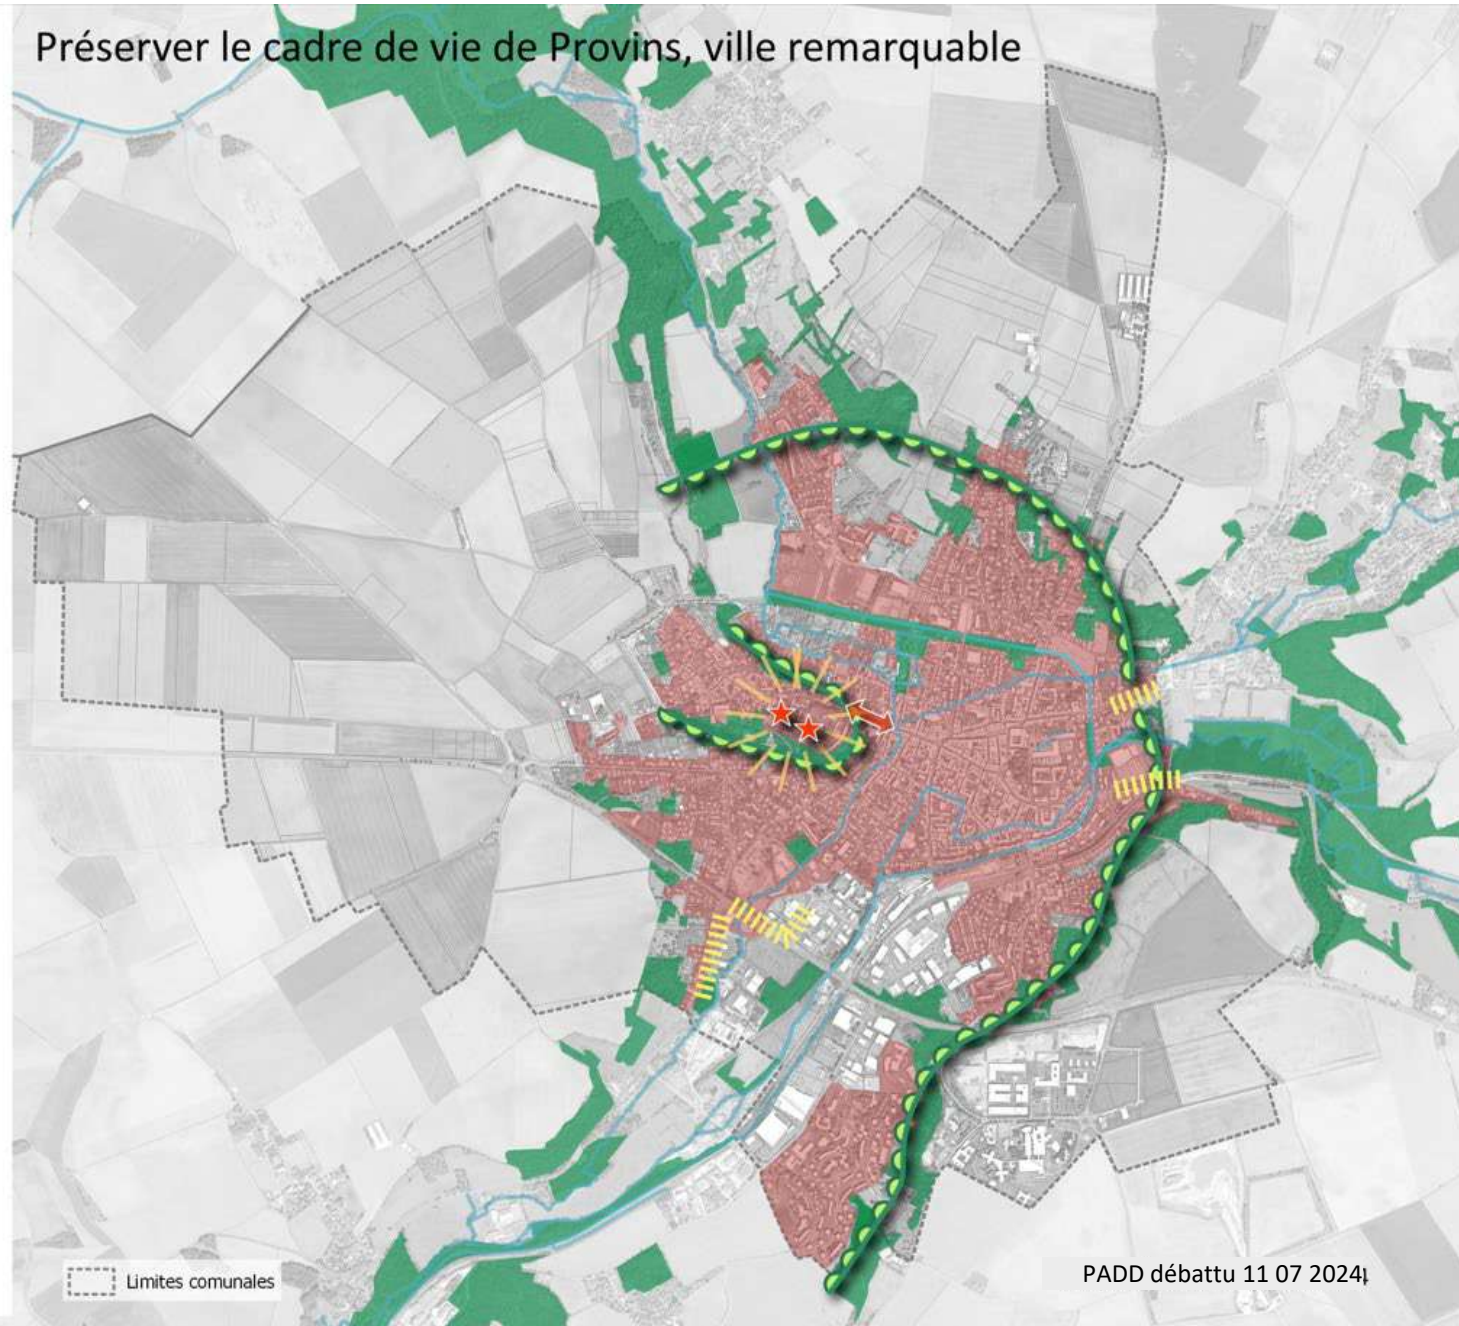 Préserver le cadre de vie de Provins, ville remarquable
Limites comunales
PADD débattu 11 07 2024